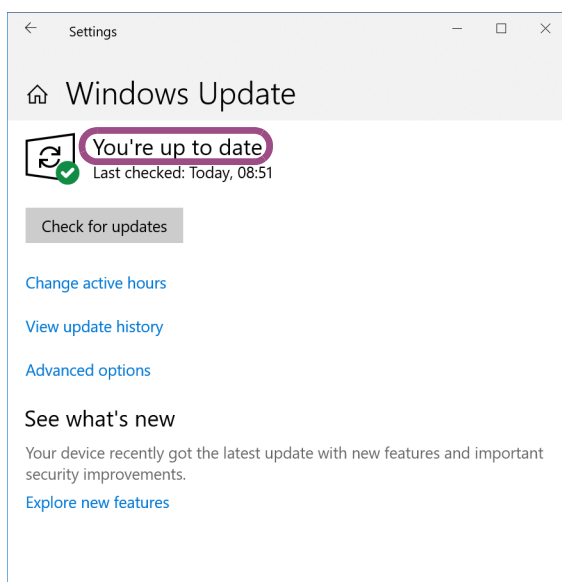 Settings
Windows Update
You're up to date
Last checked: Today, 08:51
Check for updates
Change active hours
View update history
Advanced options
See what's new
Your device recently got the latest update with new features and important
security improvements.
Explore new features